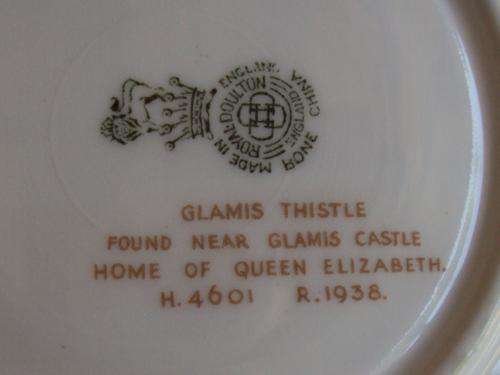 MADE IN ENGLAND
BONE CHINA
ROYAL DOULTON
ENGLAND
GLAMIS THISTLE
FOUND NEAR GLAMIS CASTLE
HOME OF QUEEN ELIZABETH.
H.4601 R.1938.